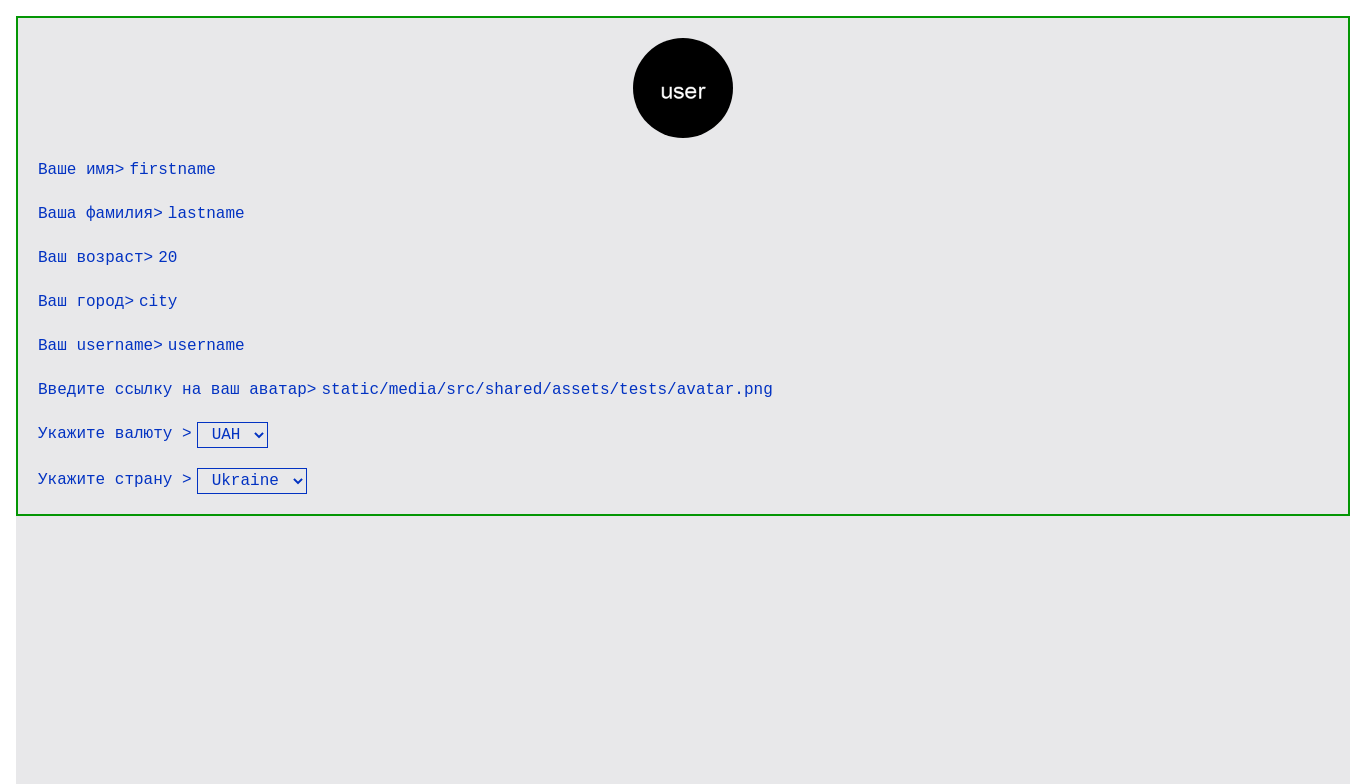 user
Ваше имя> firstname
Ваша фамилия> lastname
Ваш возраст> 20
Ваш город> city
Ваш username> username
Введите ссылку на ваш аватар> static/media/src/shared/assets/tests/avatar.png
Укажите валюту > UAH
Укажите страну > Ukraine